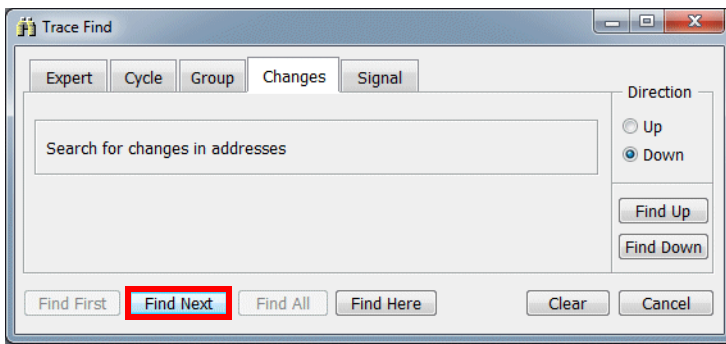 Trace Find
Expert Cycle Group Changes Signal
Search for changes in addresses
Direction
Up
Down
Find Up
Find Down
Find First Find Next Find All Find Here Clear Cancel